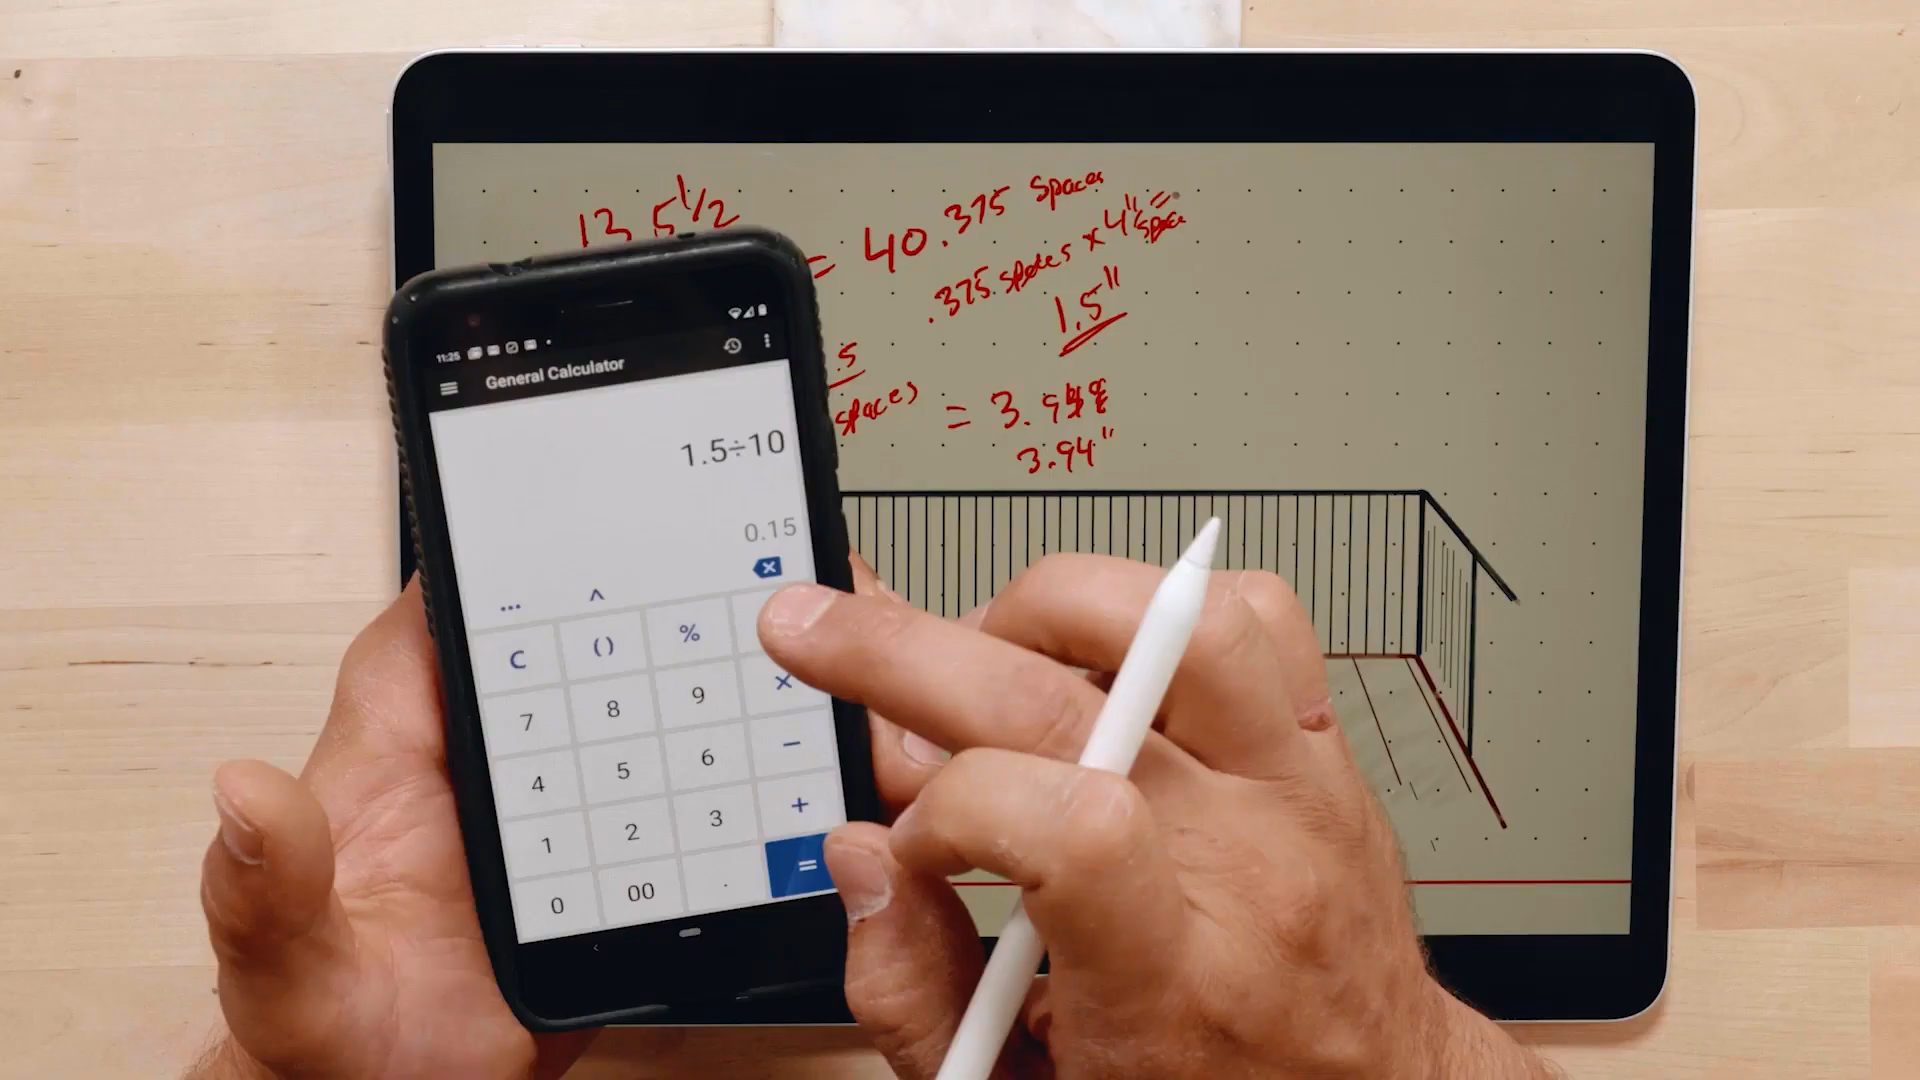 13 5 1/2
= 40.375 spaces
.375 spaces x 4"/space =
1.5"
.5
spaces) = 3.9
3.94"
11:25
General Calculator
1.5÷10
0.15
... ^
C () %
7 8 9 ×
4 5 6 −
1 2 3 +
0 00 . =